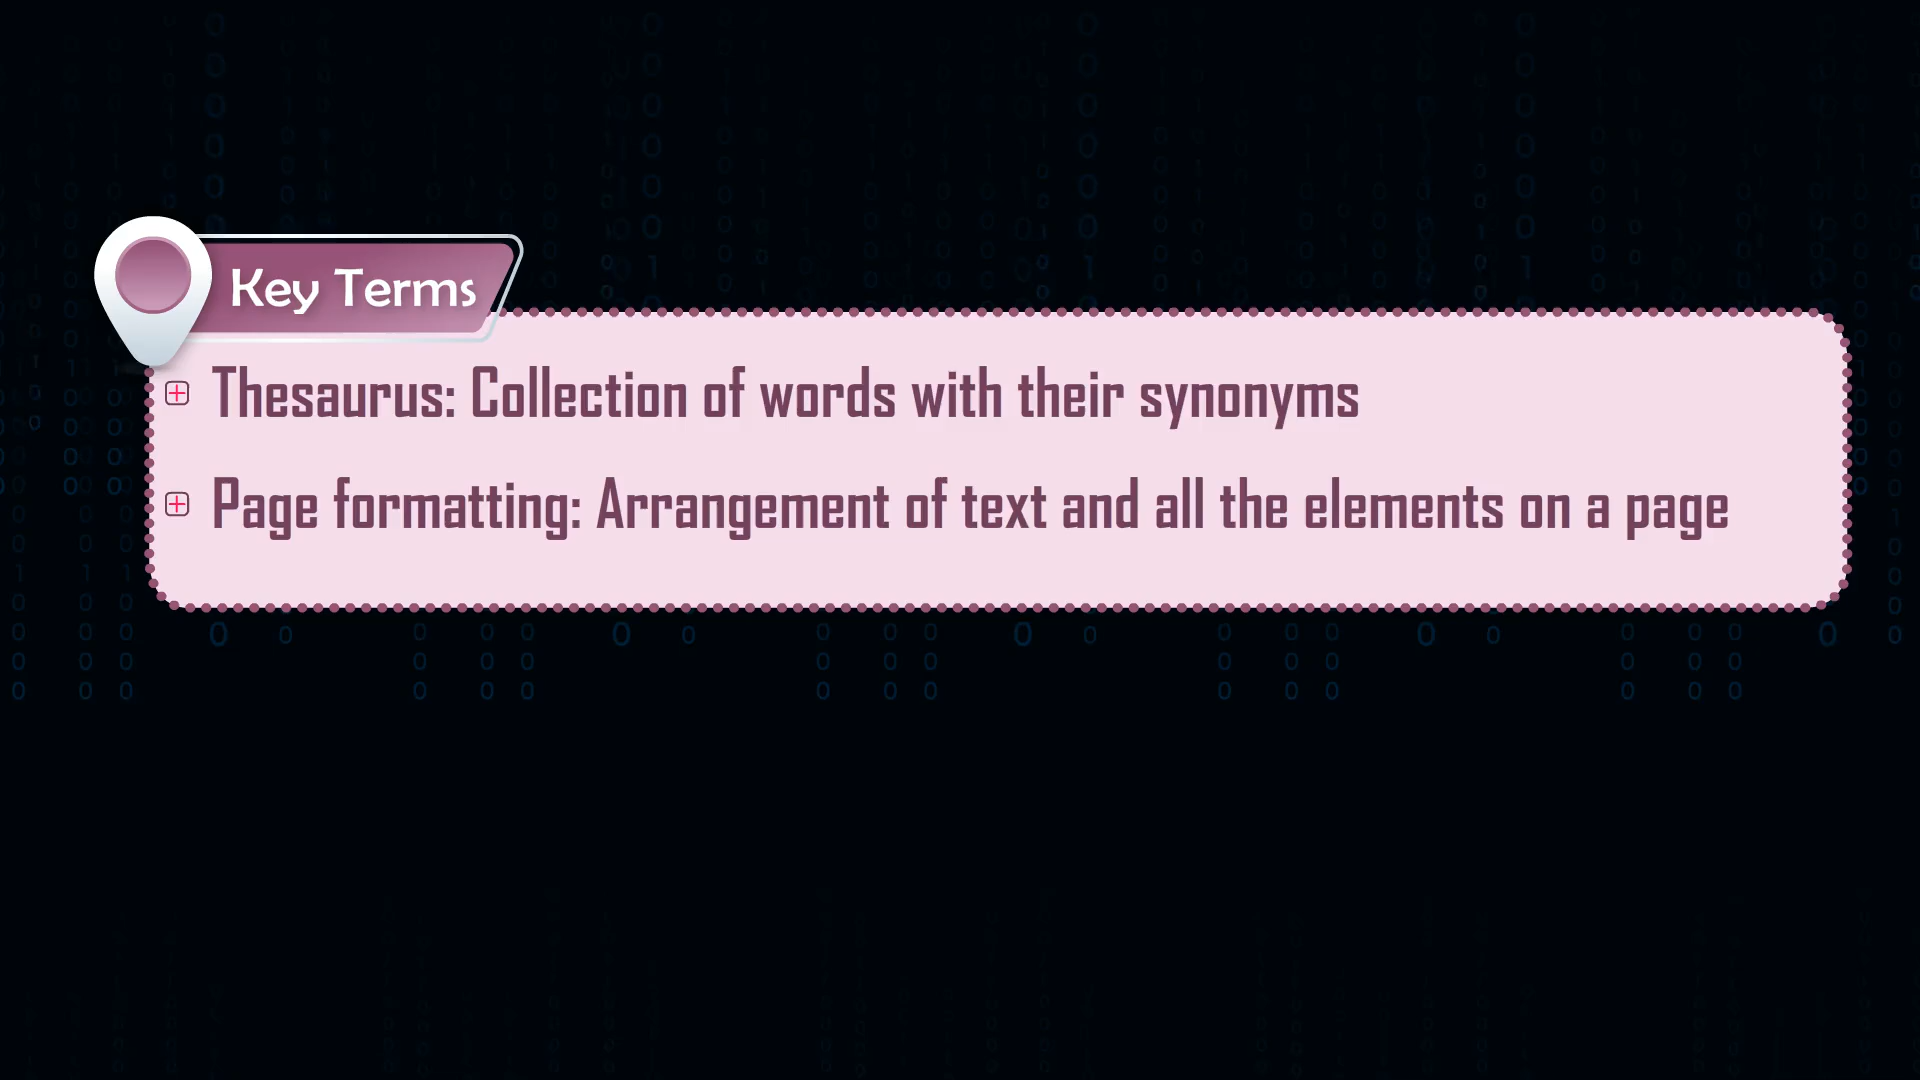 Key Terms
Thesaurus: Collection of words with their synonyms
Page formatting: Arrangement of text and all the elements on a page